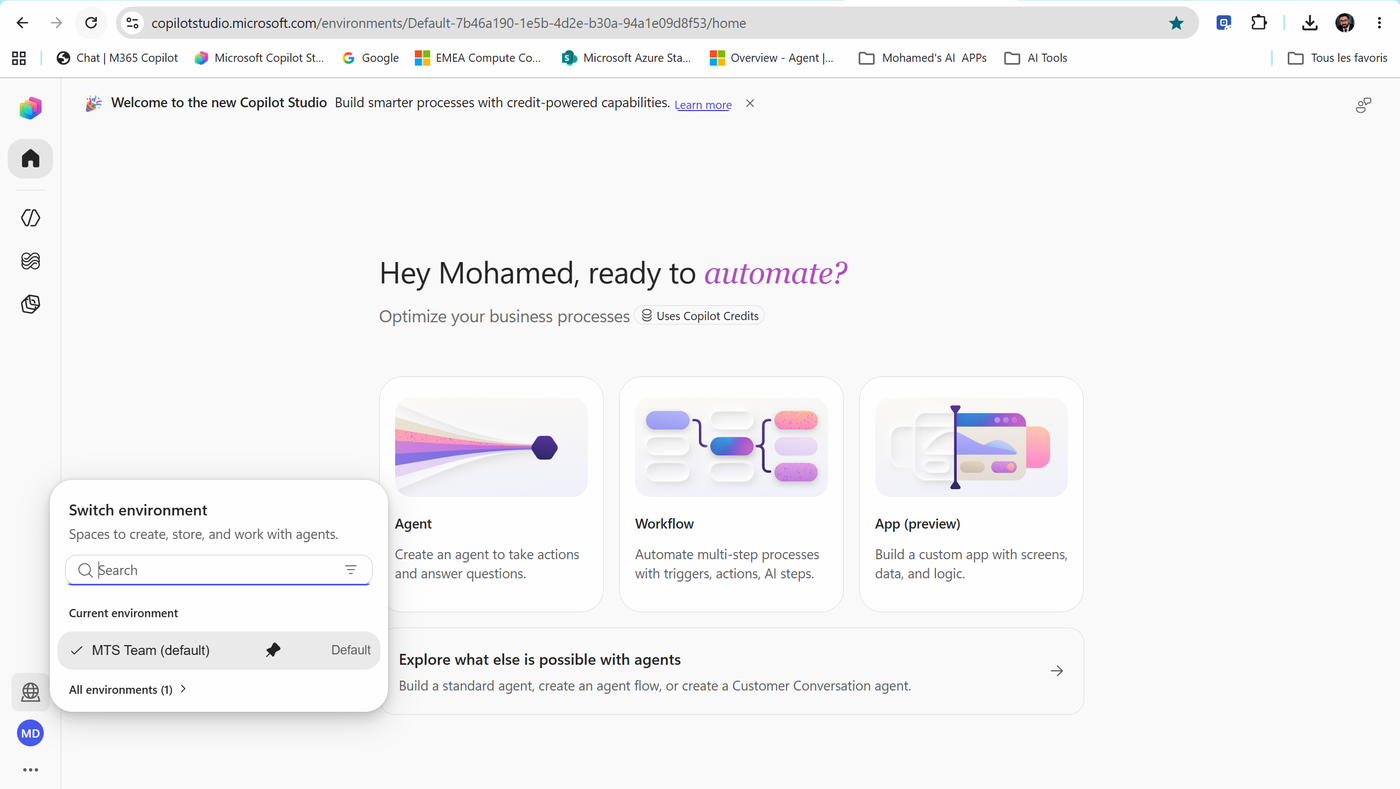 copilotstudio.microsoft.com/environments/Default-7b46a190-1e5b-4d2e-b30a-94a1e09d8f53/home
Chat | M365 Copilot
Microsoft Copilot St...
Google
EMEA Compute Co...
Microsoft Azure Sta...
Overview - Agent |...
Mohamed's AI APPs
AI Tools
Tous les favoris
Welcome to the new Copilot Studio Build smarter processes with credit-powered capabilities. Learn more
Hey Mohamed, ready to automate?
Optimize your business processes Uses Copilot Credits
Agent
Create an agent to take actions
and answer questions.
Workflow
Automate multi-step processes
with triggers, actions, AI steps.
App (preview)
Build a custom app with screens,
data, and logic.
Explore what else is possible with agents
Build a standard agent, create an agent flow, or create a Customer Conversation agent.
Switch environment
Spaces to create, store, and work with agents.
Search
Current environment
MTS Team (default) Default
All environments (1)
MD